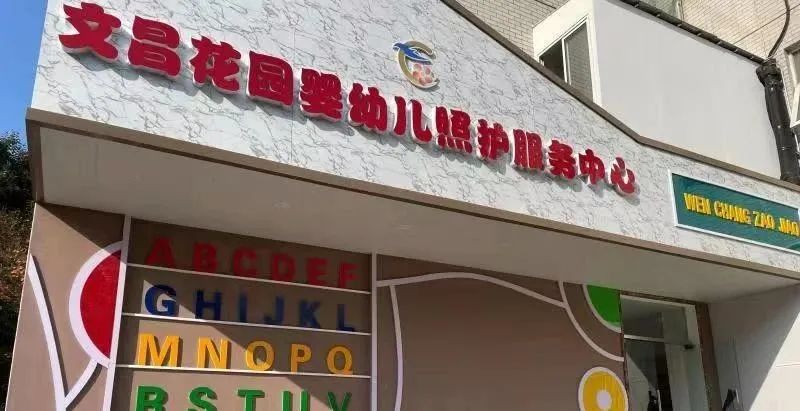 文昌花园婴幼儿照护服务中心
WEN CHANG ZAO JIAO
ABCDEF
GHIJKL
MNOPQ
RSTUV